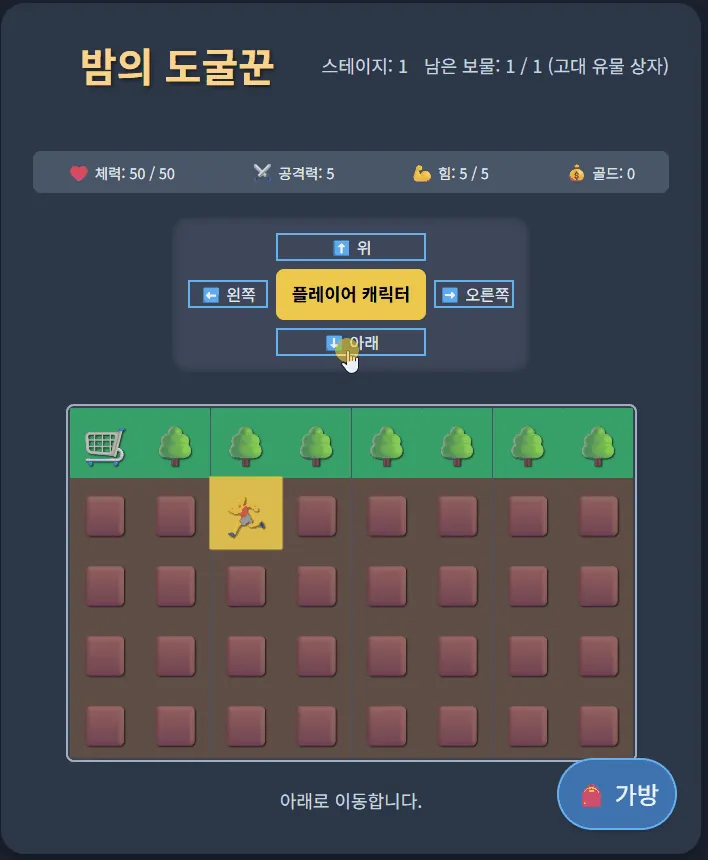 밤의 도굴꾼
스테이지: 1 남은 보물: 1 / 1 (고대 유물 상자)
체력: 50 / 50 공격력: 5 힘: 5 / 5 골드: 0
위
왼쪽 플레이어 캐릭터 오른쪽
아래
아래로 이동합니다.
가방